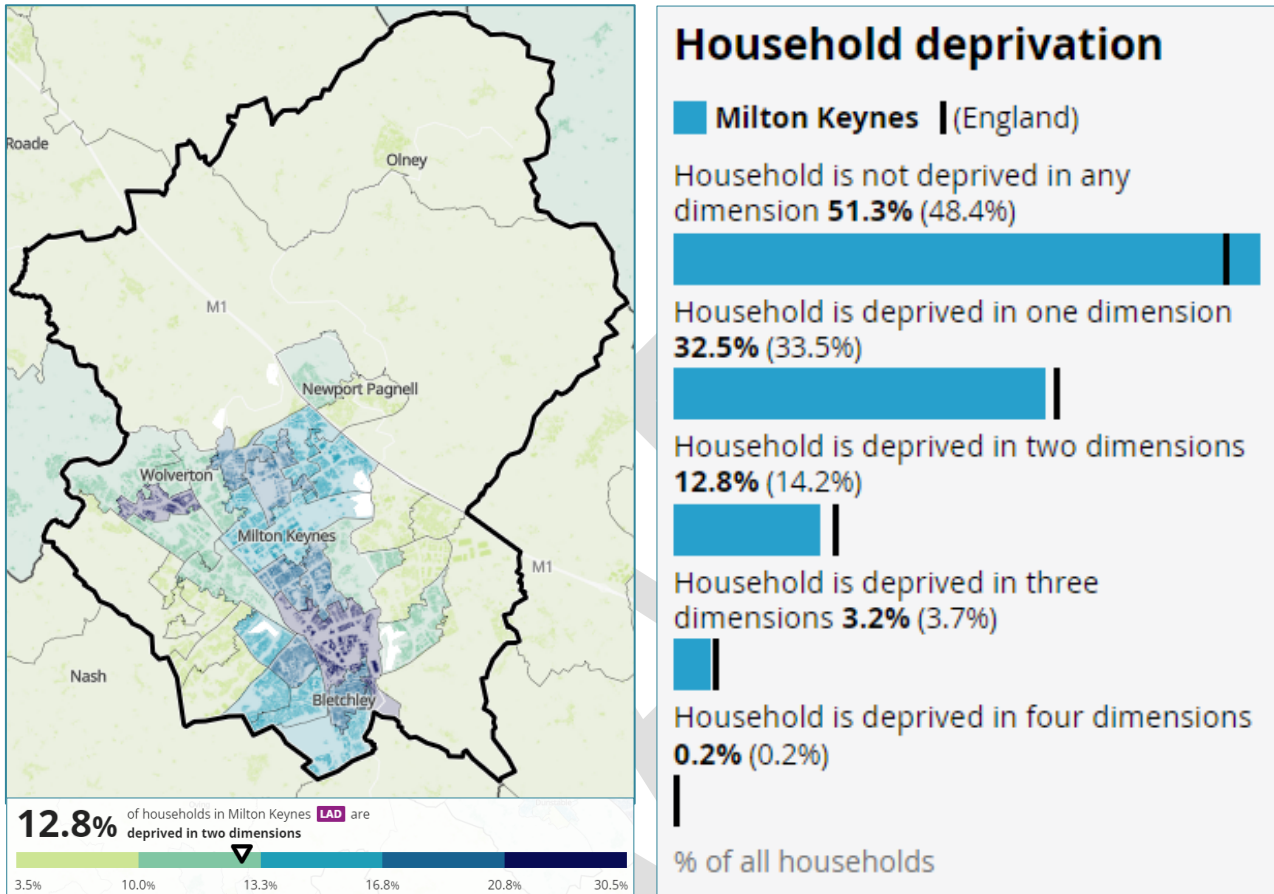 Roade
Olney
M1
Newport Pagnell
Wolverton
Milton Keynes
M1
Nash
Bletchley
12.8% of households in Milton Keynes LAD are
deprived in two dimensions
3.5% 10.0% 13.3% 16.8% 20.8% 30.5%
Household deprivation
Milton Keynes (England)
Household is not deprived in any
dimension 51.3% (48.4%)
Household is deprived in one dimension
32.5% (33.5%)
Household is deprived in two dimensions
12.8% (14.2%)
Household is deprived in three
dimensions 3.2% (3.7%)
Household is deprived in four dimensions
0.2% (0.2%)
% of all households